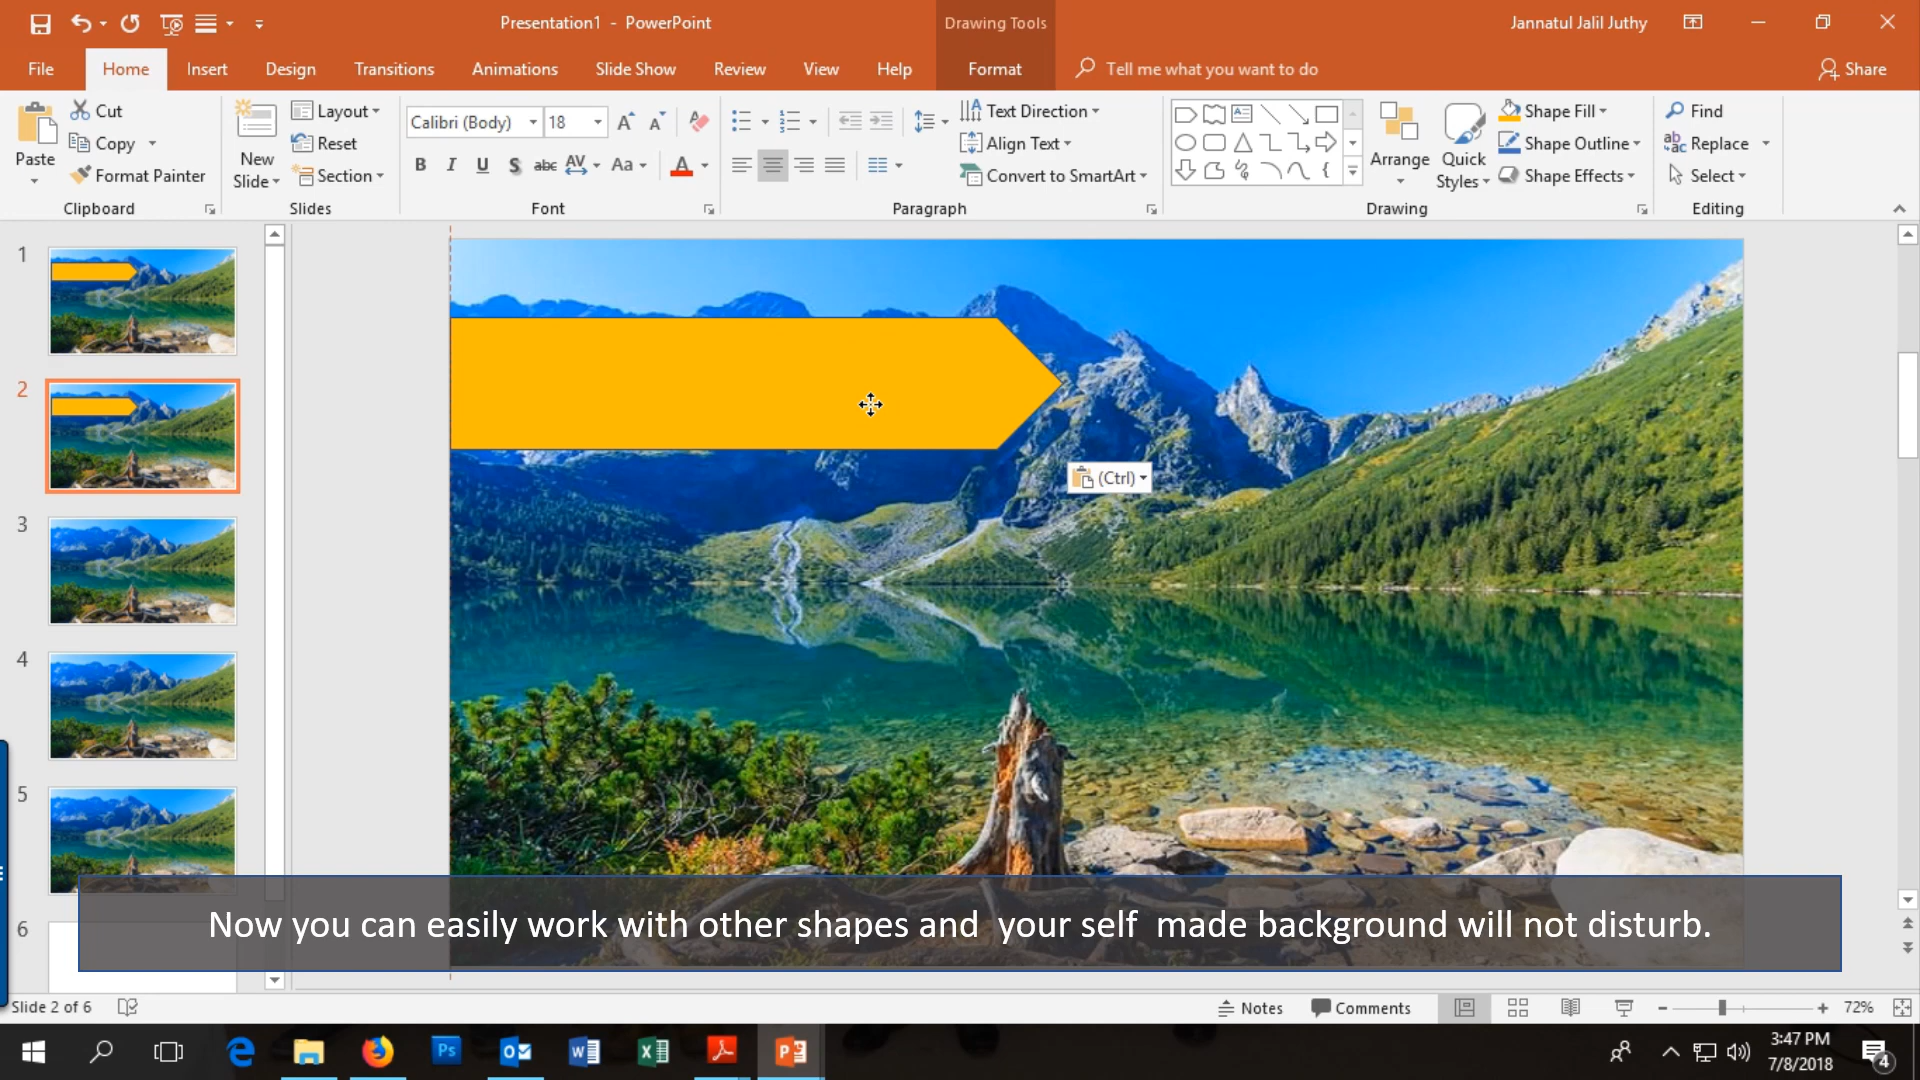 Presentation1 - PowerPoint
Drawing Tools
Jannatul Jalil Juthy
File
Home
Insert
Design
Transitions
Animations
Slide Show
Review
View
Help
Format
Tell me what you want to do
Share
Paste
Cut
Copy
Format Painter
Clipboard
New
Slide
Layout
Reset
Section
Slides
Calibri (Body)
18
B I U S abc AV Aa A
Font
Text Direction
Align Text
Convert to SmartArt
Paragraph
Arrange
Quick
Styles
Shape Fill
Shape Outline
Shape Effects
Drawing
Find
Replace
Select
Editing
1
2
3
4
5
6
(Ctrl)
Now you can easily work with other shapes and your self made background will not disturb.
Slide 2 of 6
Notes
Comments
72%
3:47 PM
7/8/2018
4